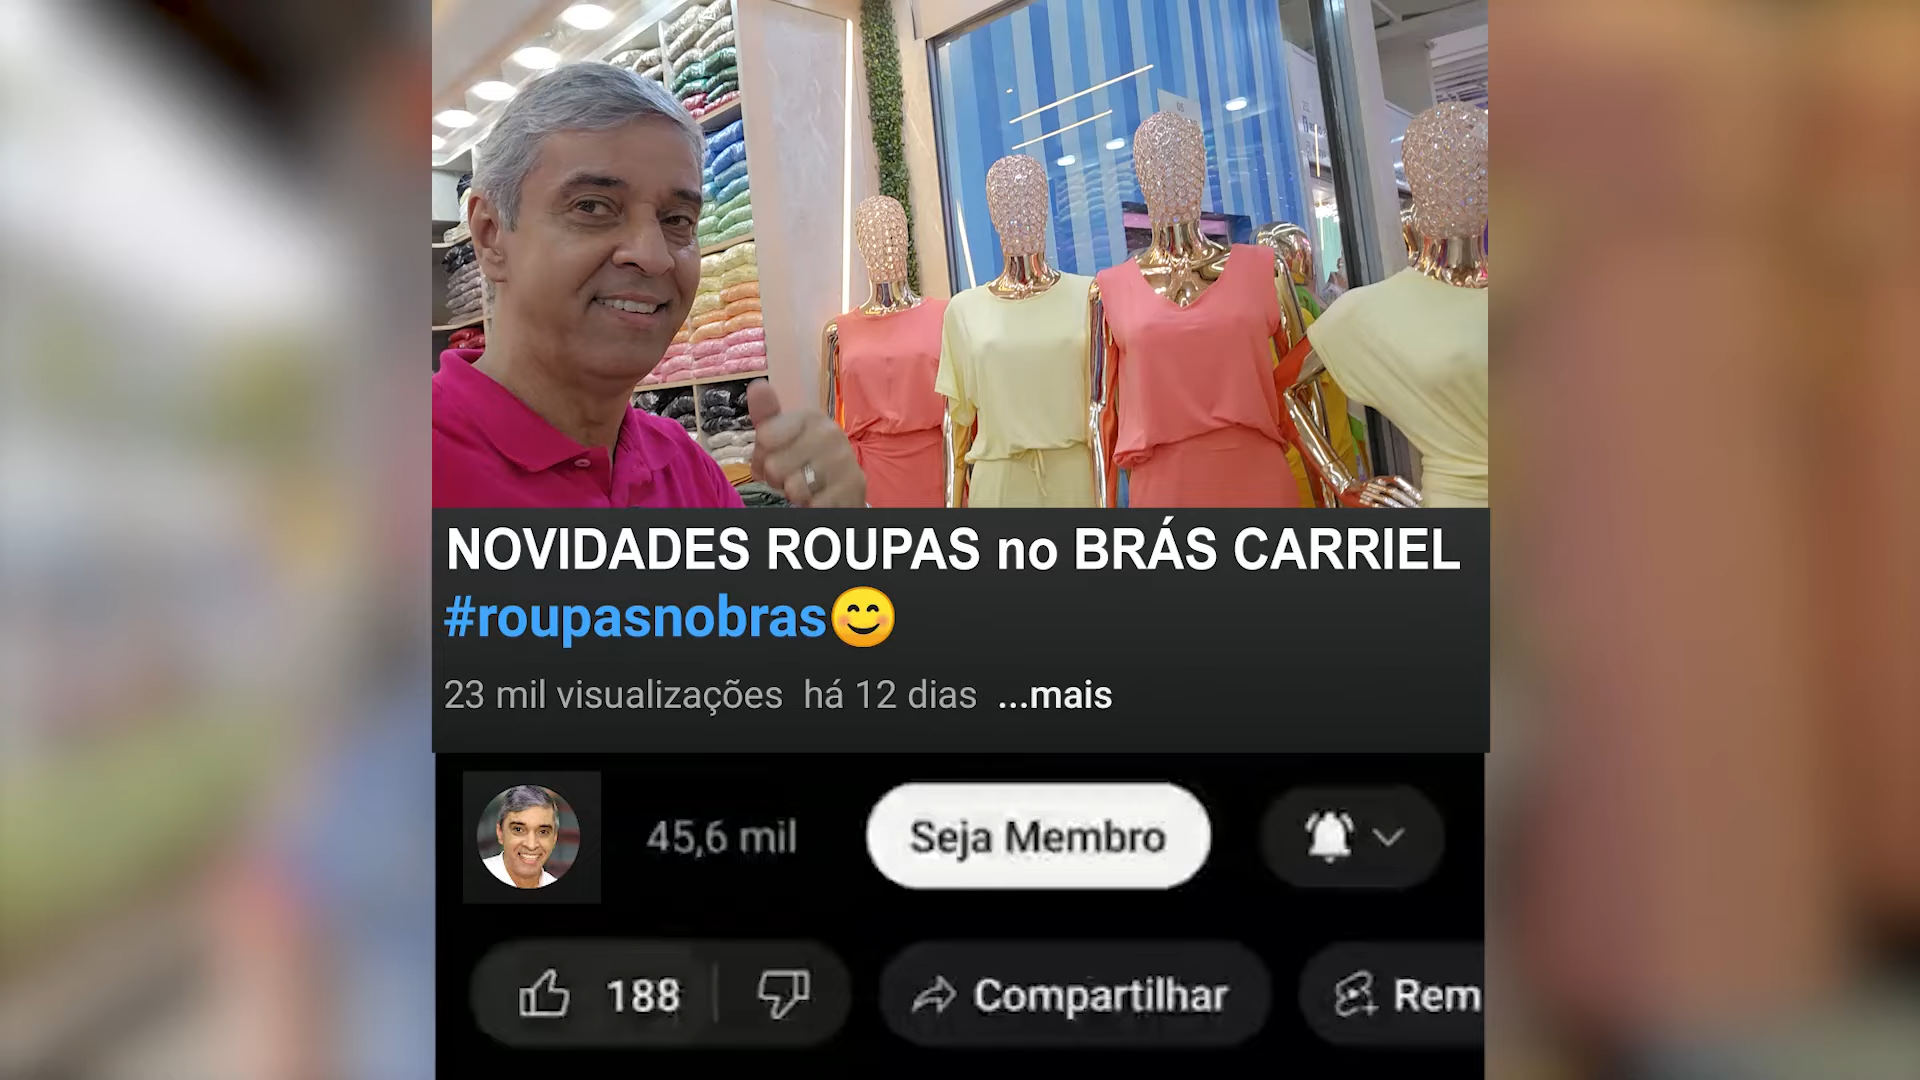 NOVIDADES ROUPAS no BRÁS CARRIEL
#roupasnobras😊
23 mil visualizações há 12 dias ...mais
45,6 mil Seja Membro
188 Compartilhar Rem